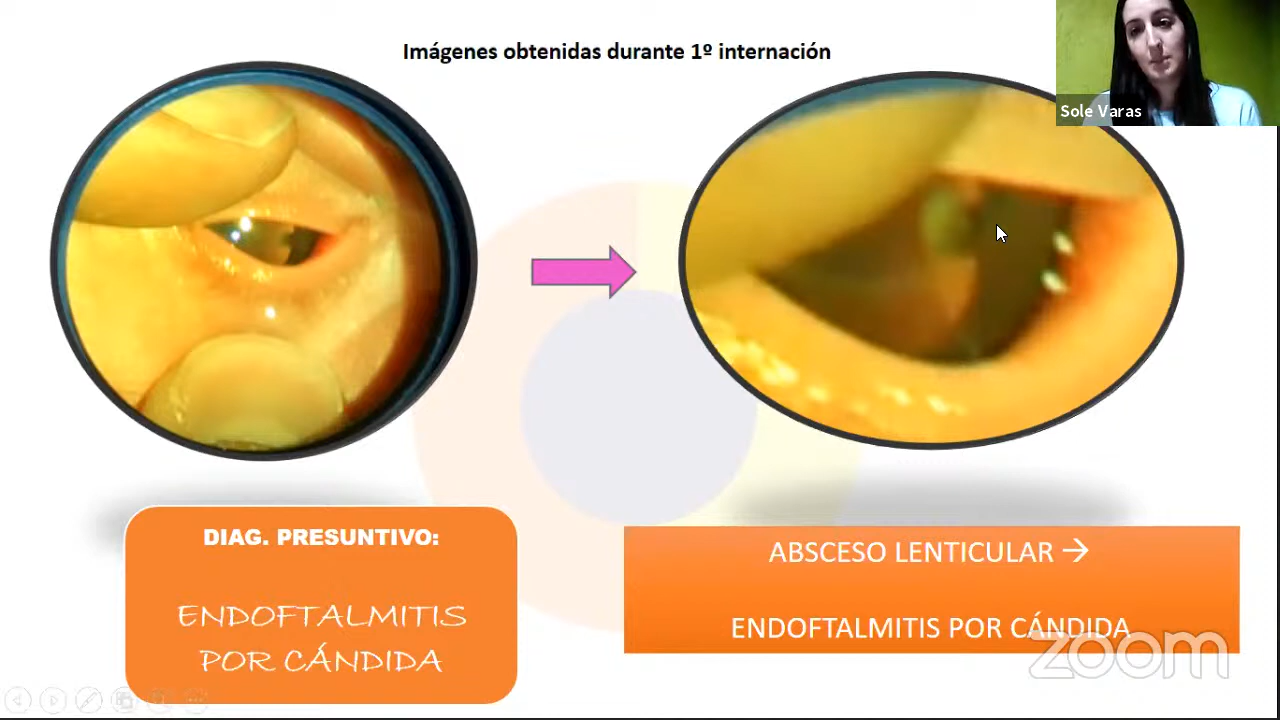 Imágenes obtenidas durante 1º internación
Sole Varas
DIAG. PRESUNTIVO:
ENDOFTALMITIS
POR CÁNDIDA
ABSCESO LENTICULAR →
ENDOFTALMITIS POR CÁNDIDA
zoom